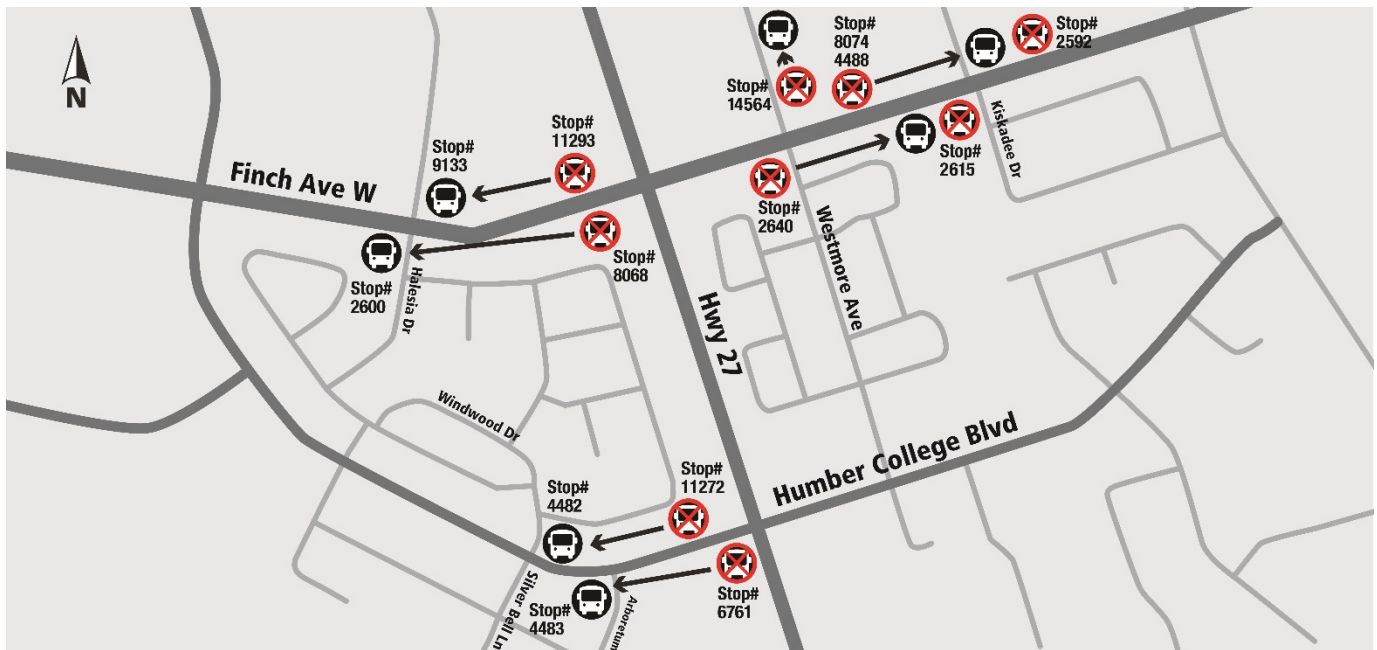 N
Stop#
14564
Stop#
8074
4488
Stop#
2592
Stop#
11293
Stop#
9133
Finch Ave W
Kiskadee Dr
Stop#
2615
Stop#
2640
Westmore Ave
Stop#
8068
Stop#
2600
Halesia Dr
Hwy 27
Windwood Dr
Humber College Blvd
Stop#
11272
Stop#
4482
Silver Bell Ln
Arboretum
Stop#
4483
Stop#
6761